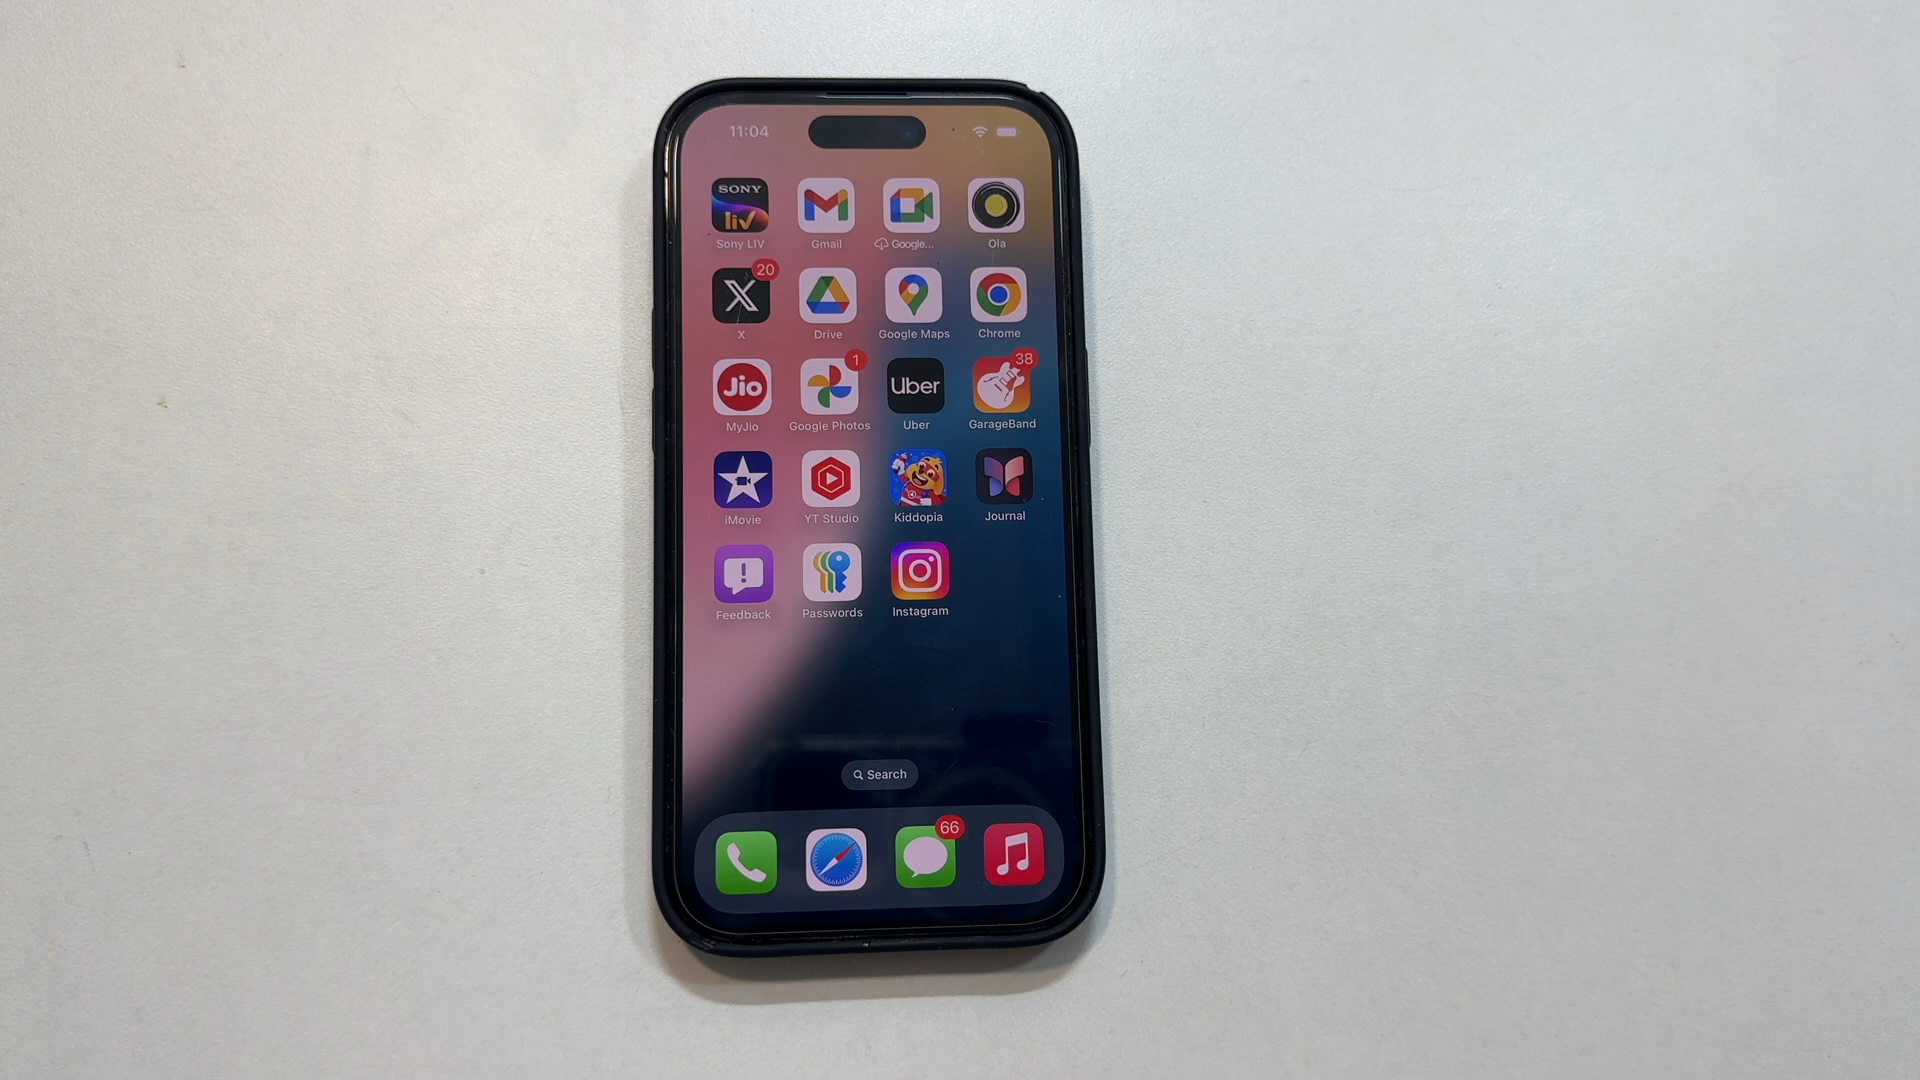 11:04
SONY
liv
Sony LIV Gmail Google... Ola
20
X Drive Google Maps Chrome
Jio 1 Uber 38
MyJio Google Photos Uber GarageBand
iMovie YT Studio Kiddopia Journal
Feedback Passwords Instagram
Search
66